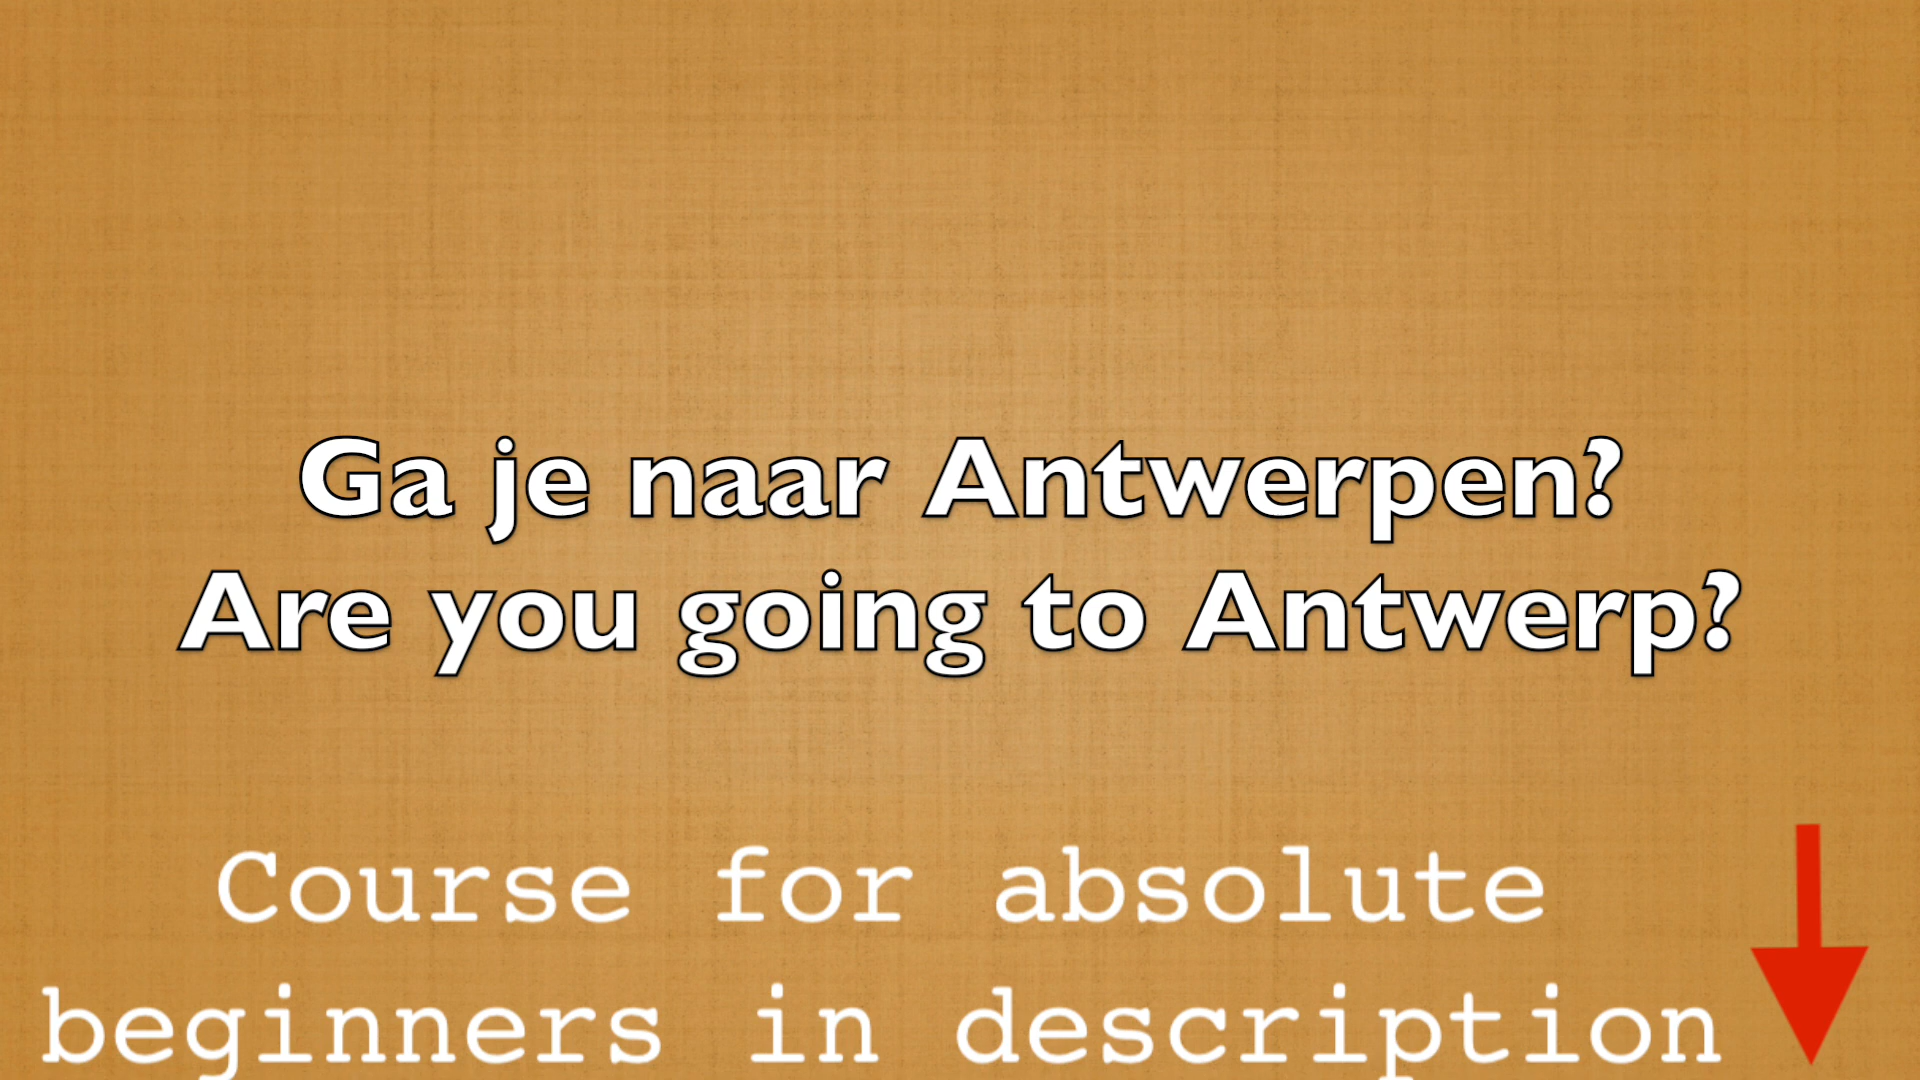 Ga je naar Antwerpen?
Are you going to Antwerp?
Course for absolute
beginners in description